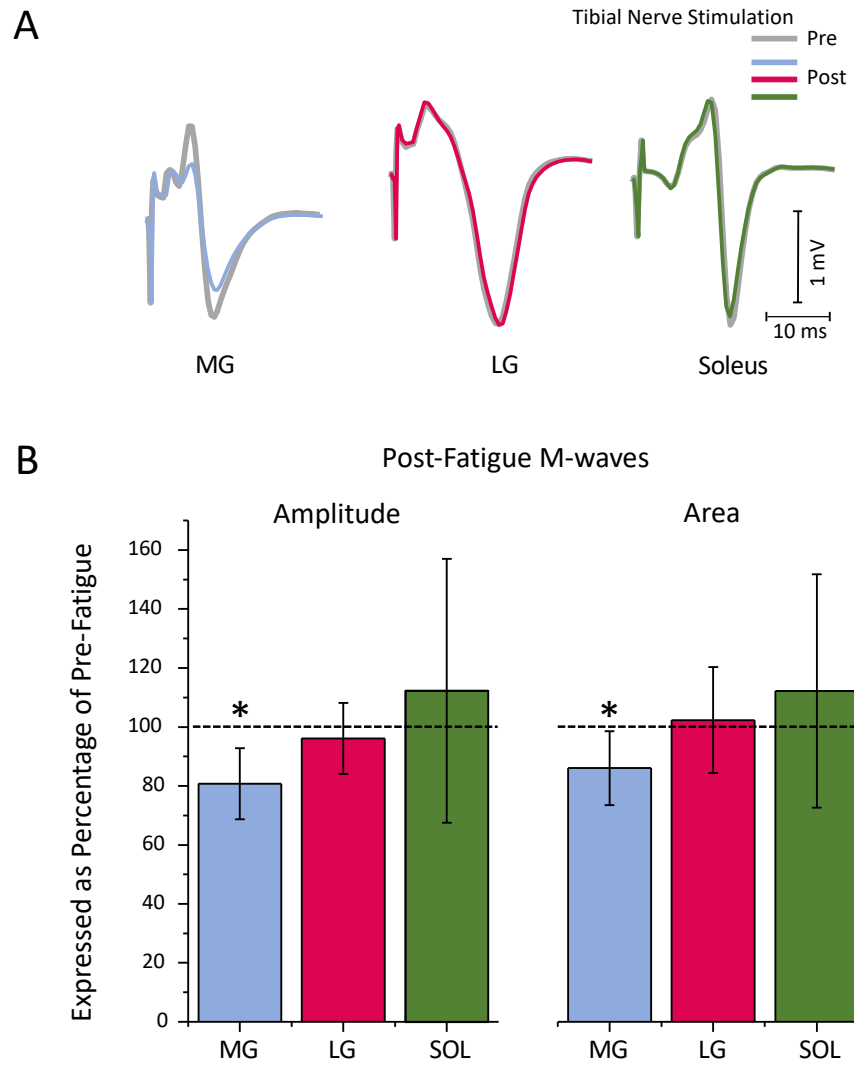 A
Tibial Nerve Stimulation
Pre
Post
1 mV
10 ms
MG
LG
Soleus
B
Post-Fatigue M-waves
Amplitude
Area
Expressed as Percentage of Pre-Fatigue
160
140
120
100
80
60
40
20
0
*
*
MG
LG
SOL
MG
LG
SOL